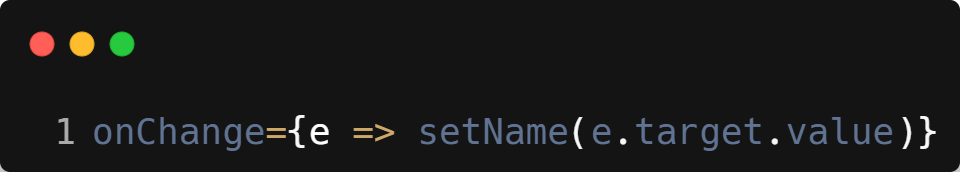 1 onChange={e => setName(e.target.value)}